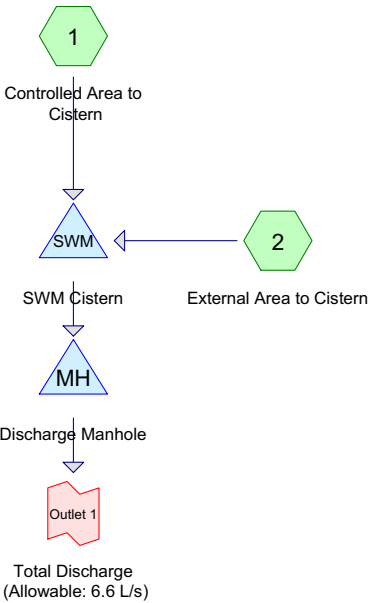 1
Controlled Area to
Cistern
SWM
2
SWM Cistern
External Area to Cistern
MH
Discharge Manhole
Outlet 1
Total Discharge
(Allowable: 6.6 L/s)